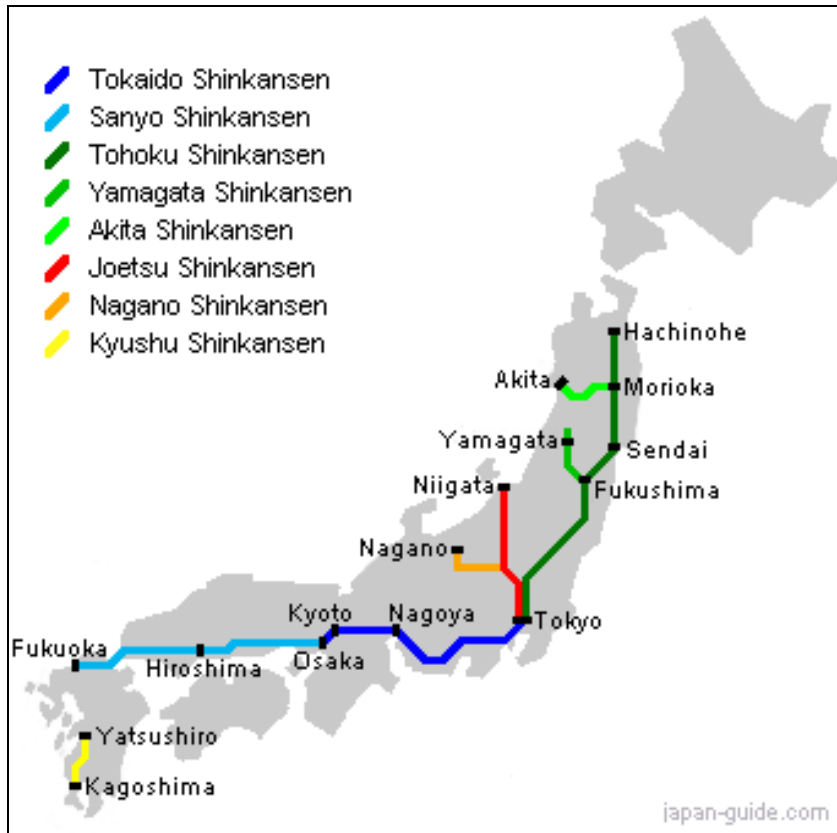 Tokaido Shinkansen
Sanyo Shinkansen
Tohoku Shinkansen
Yamagata Shinkansen
Akita Shinkansen
Joetsu Shinkansen
Nagano Shinkansen
Kyushu Shinkansen
Hachinohe
Akita
Morioka
Yamagata
Sendai
Niigata
Fukushima
Nagano
Kyoto
Nagoya
Tokyo
Fukuoka
Hiroshima
Osaka
Yatsushiro
Kagoshima
japan-guide.com